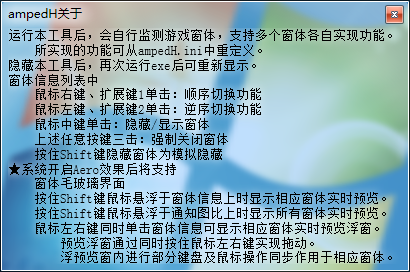 ampedH关于
运行本工具后，会自行监测游戏窗体，支持多个窗体各自实现功能。
所实现的功能可从ampedH.ini中重定义。
隐藏本工具后，再次运行exe后可重新显示。
窗体信息列表中
鼠标右键、扩展键1单击：顺序切换功能
鼠标左键、扩展键2单击：逆序切换功能
鼠标中键单击：隐藏/显示窗体
上述任意按键三击：强制关闭窗体
按住Shift键隐藏窗体为模拟隐藏
★系统开启Aero效果后将支持
窗体毛玻璃界面
按住Shift键鼠标悬浮于窗体信息上时显示相应窗体实时预览。
按住Shift键鼠标悬浮于通知图比上时显示所有窗体实时预览。
鼠标左右键同时单击窗体信息可显示相应窗体实时预览浮窗。
预览浮窗通过同时按住鼠标左右键实现拖动。
浮预览窗内进行部分键盘及鼠标操作同步作用于相应窗体。